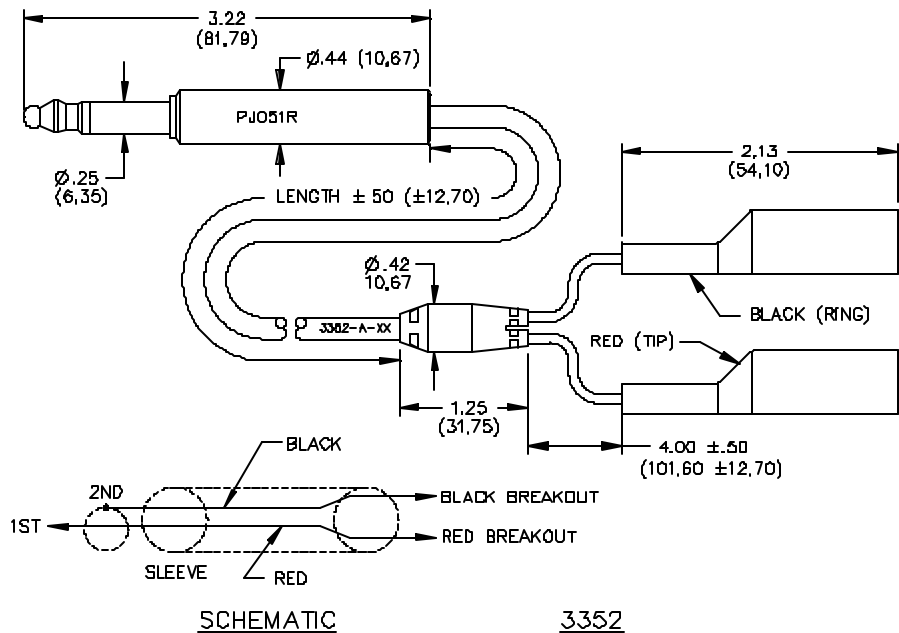 3.22
(81,79)
Ø.44 (10,67)
PJ051R
Ø.25
(6,35)
LENGTH ±.50 (±12,70)
2.13
(54,10)
Ø.42
10,67
3352-A-XX
BLACK (RING)
RED (TIP)
1.25
(31,75)
4.00 ±.50
(101,60 ±12,70)
BLACK
2ND
1ST
BLACK BREAKOUT
RED BREAKOUT
SLEEVE
RED
SCHEMATIC
3352